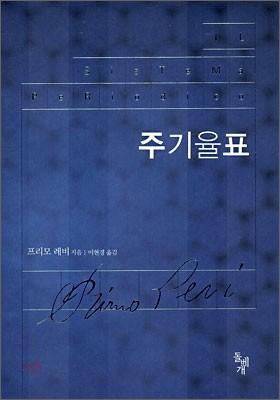 IL
SISTEMA
PERIODICO
주기율표
프리모 레비 지음 | 이현경 옮김
Primo Levi
돌베개